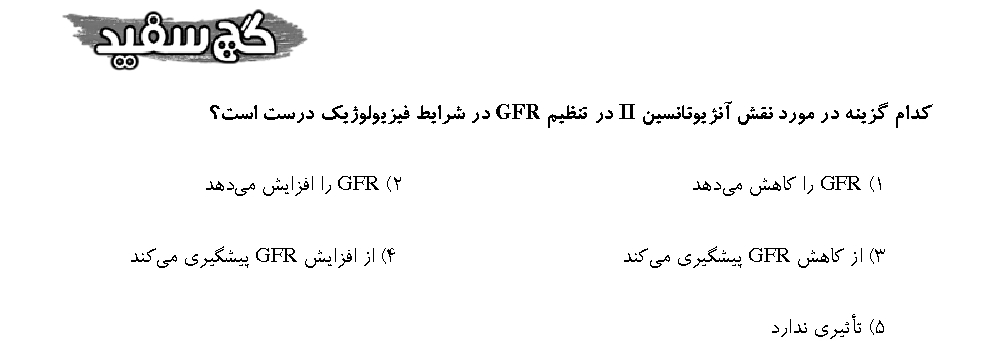 گچ سفید
کدام گزینه در مورد نقش آنژیوتانسین II در تنظیم GFR در شرایط فیزیولوژیک درست است؟
۱) GFR را کاهش می‌دهد ۲) GFR را افزایش می‌دهد
۳) از کاهش GFR پیشگیری می‌کند ۴) از افزایش GFR پیشگیری می‌کند
۵) تأثیری ندارد